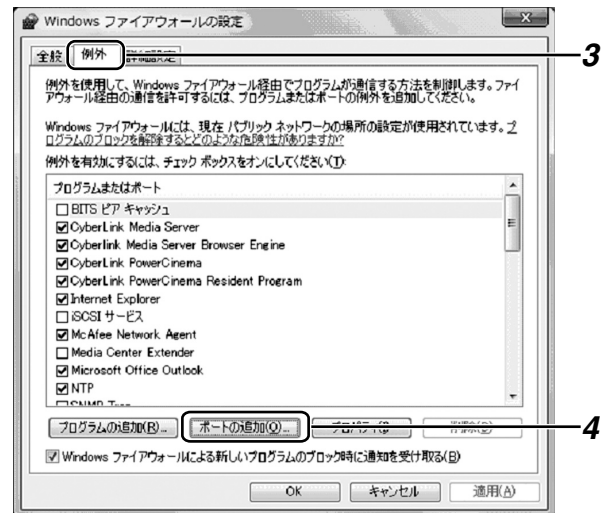 Windows ファイアウォールの設定
全般 例外 詳細設定
3
例外を使用して、Windows ファイアウォール経由でプログラムが通信する方法を制御します。ファイ
アウォール経由の通信を許可するには、プログラムまたはポートの例外を追加してください。
Windows ファイアウォールには、現在 パブリック ネットワークの場所の設定が使用されています。プ
ログラムのブロックを解除するとどのような危険性がありますか?
例外を有効にするには、チェック ボックスをオンにしてください(T):
プログラムまたはポート
BITS ピア キャッシュ
CyberLink Media Server
Cyberlink Media Server Browser Engine
CyberLink PowerCinema
CyberLink PowerCinema Resident Program
Internet Explorer
iSCSI サービス
McAfee Network Agent
Media Center Extender
Microsoft Office Outlook
NTP
SNMP Trap
プログラムの追加(R)... ポートの追加(O)... プロパティ(I) 削除(D)
4
Windows ファイアウォールによる新しいプログラムのブロック時に通知を受け取る(B)
OK キャンセル 適用(A)